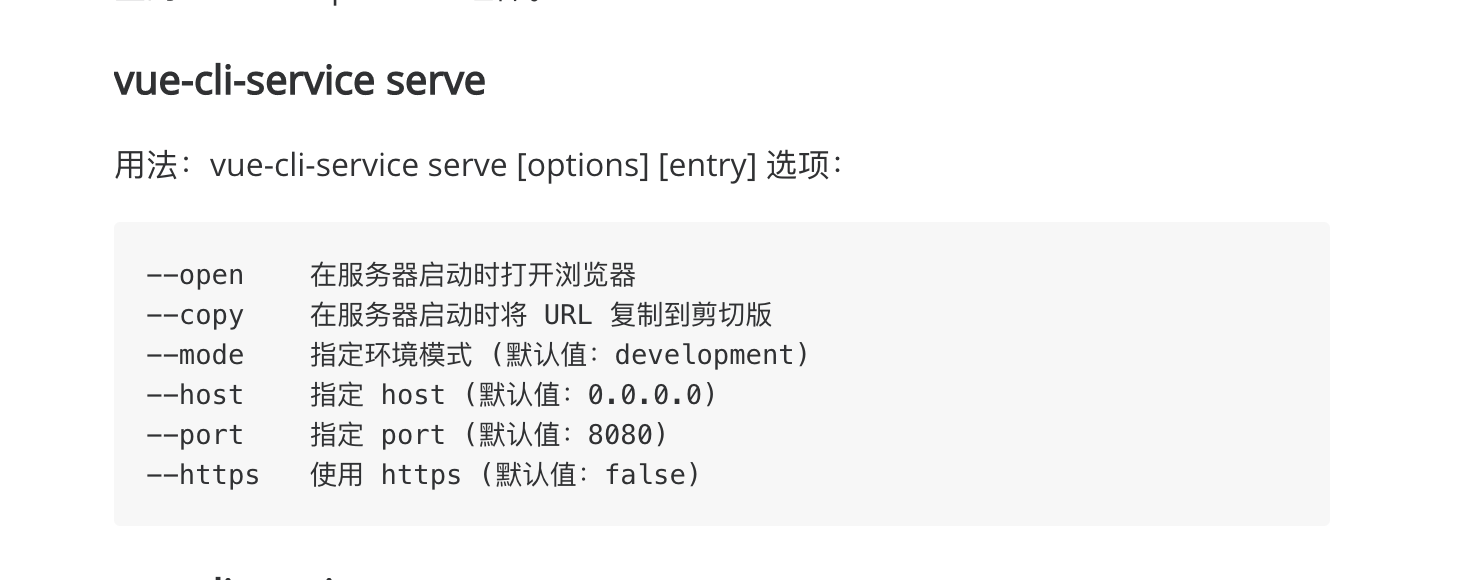 vue-cli-service serve
用法：vue-cli-service serve [options] [entry] 选项：
--open    在服务器启动时打开浏览器
--copy    在服务器启动时将 URL 复制到剪切版
--mode    指定环境模式 (默认值：development)
--host    指定 host (默认值：0.0.0.0)
--port    指定 port (默认值：8080)
--https   使用 https (默认值：false)